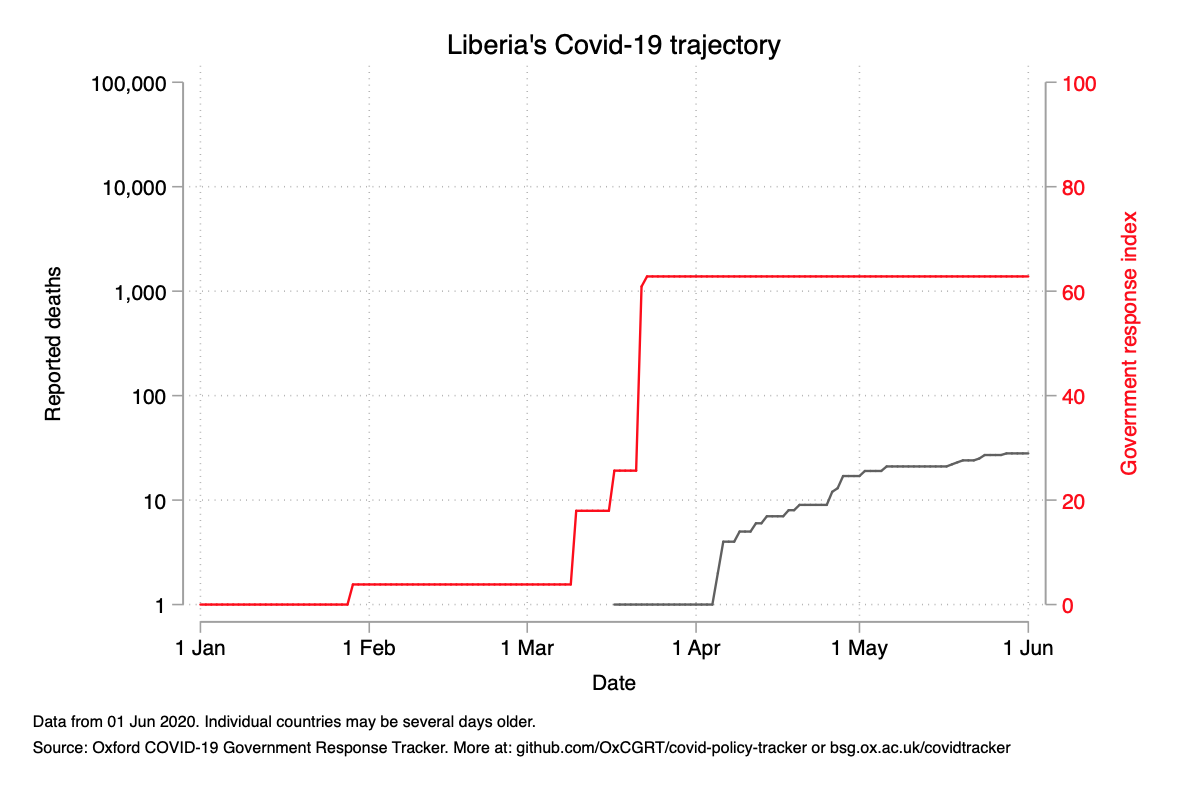 Liberia's Covid-19 trajectory
100,000
10,000
1,000
100
10
1
Reported deaths
100
80
60
40
20
0
Government response index
1 Jan
1 Feb
1 Mar
1 Apr
1 May
1 Jun
Date
Data from 01 Jun 2020. Individual countries may be several days older.
Source: Oxford COVID-19 Government Response Tracker. More at: github.com/OxCGRT/covid-policy-tracker or bsg.ox.ac.uk/covidtracker